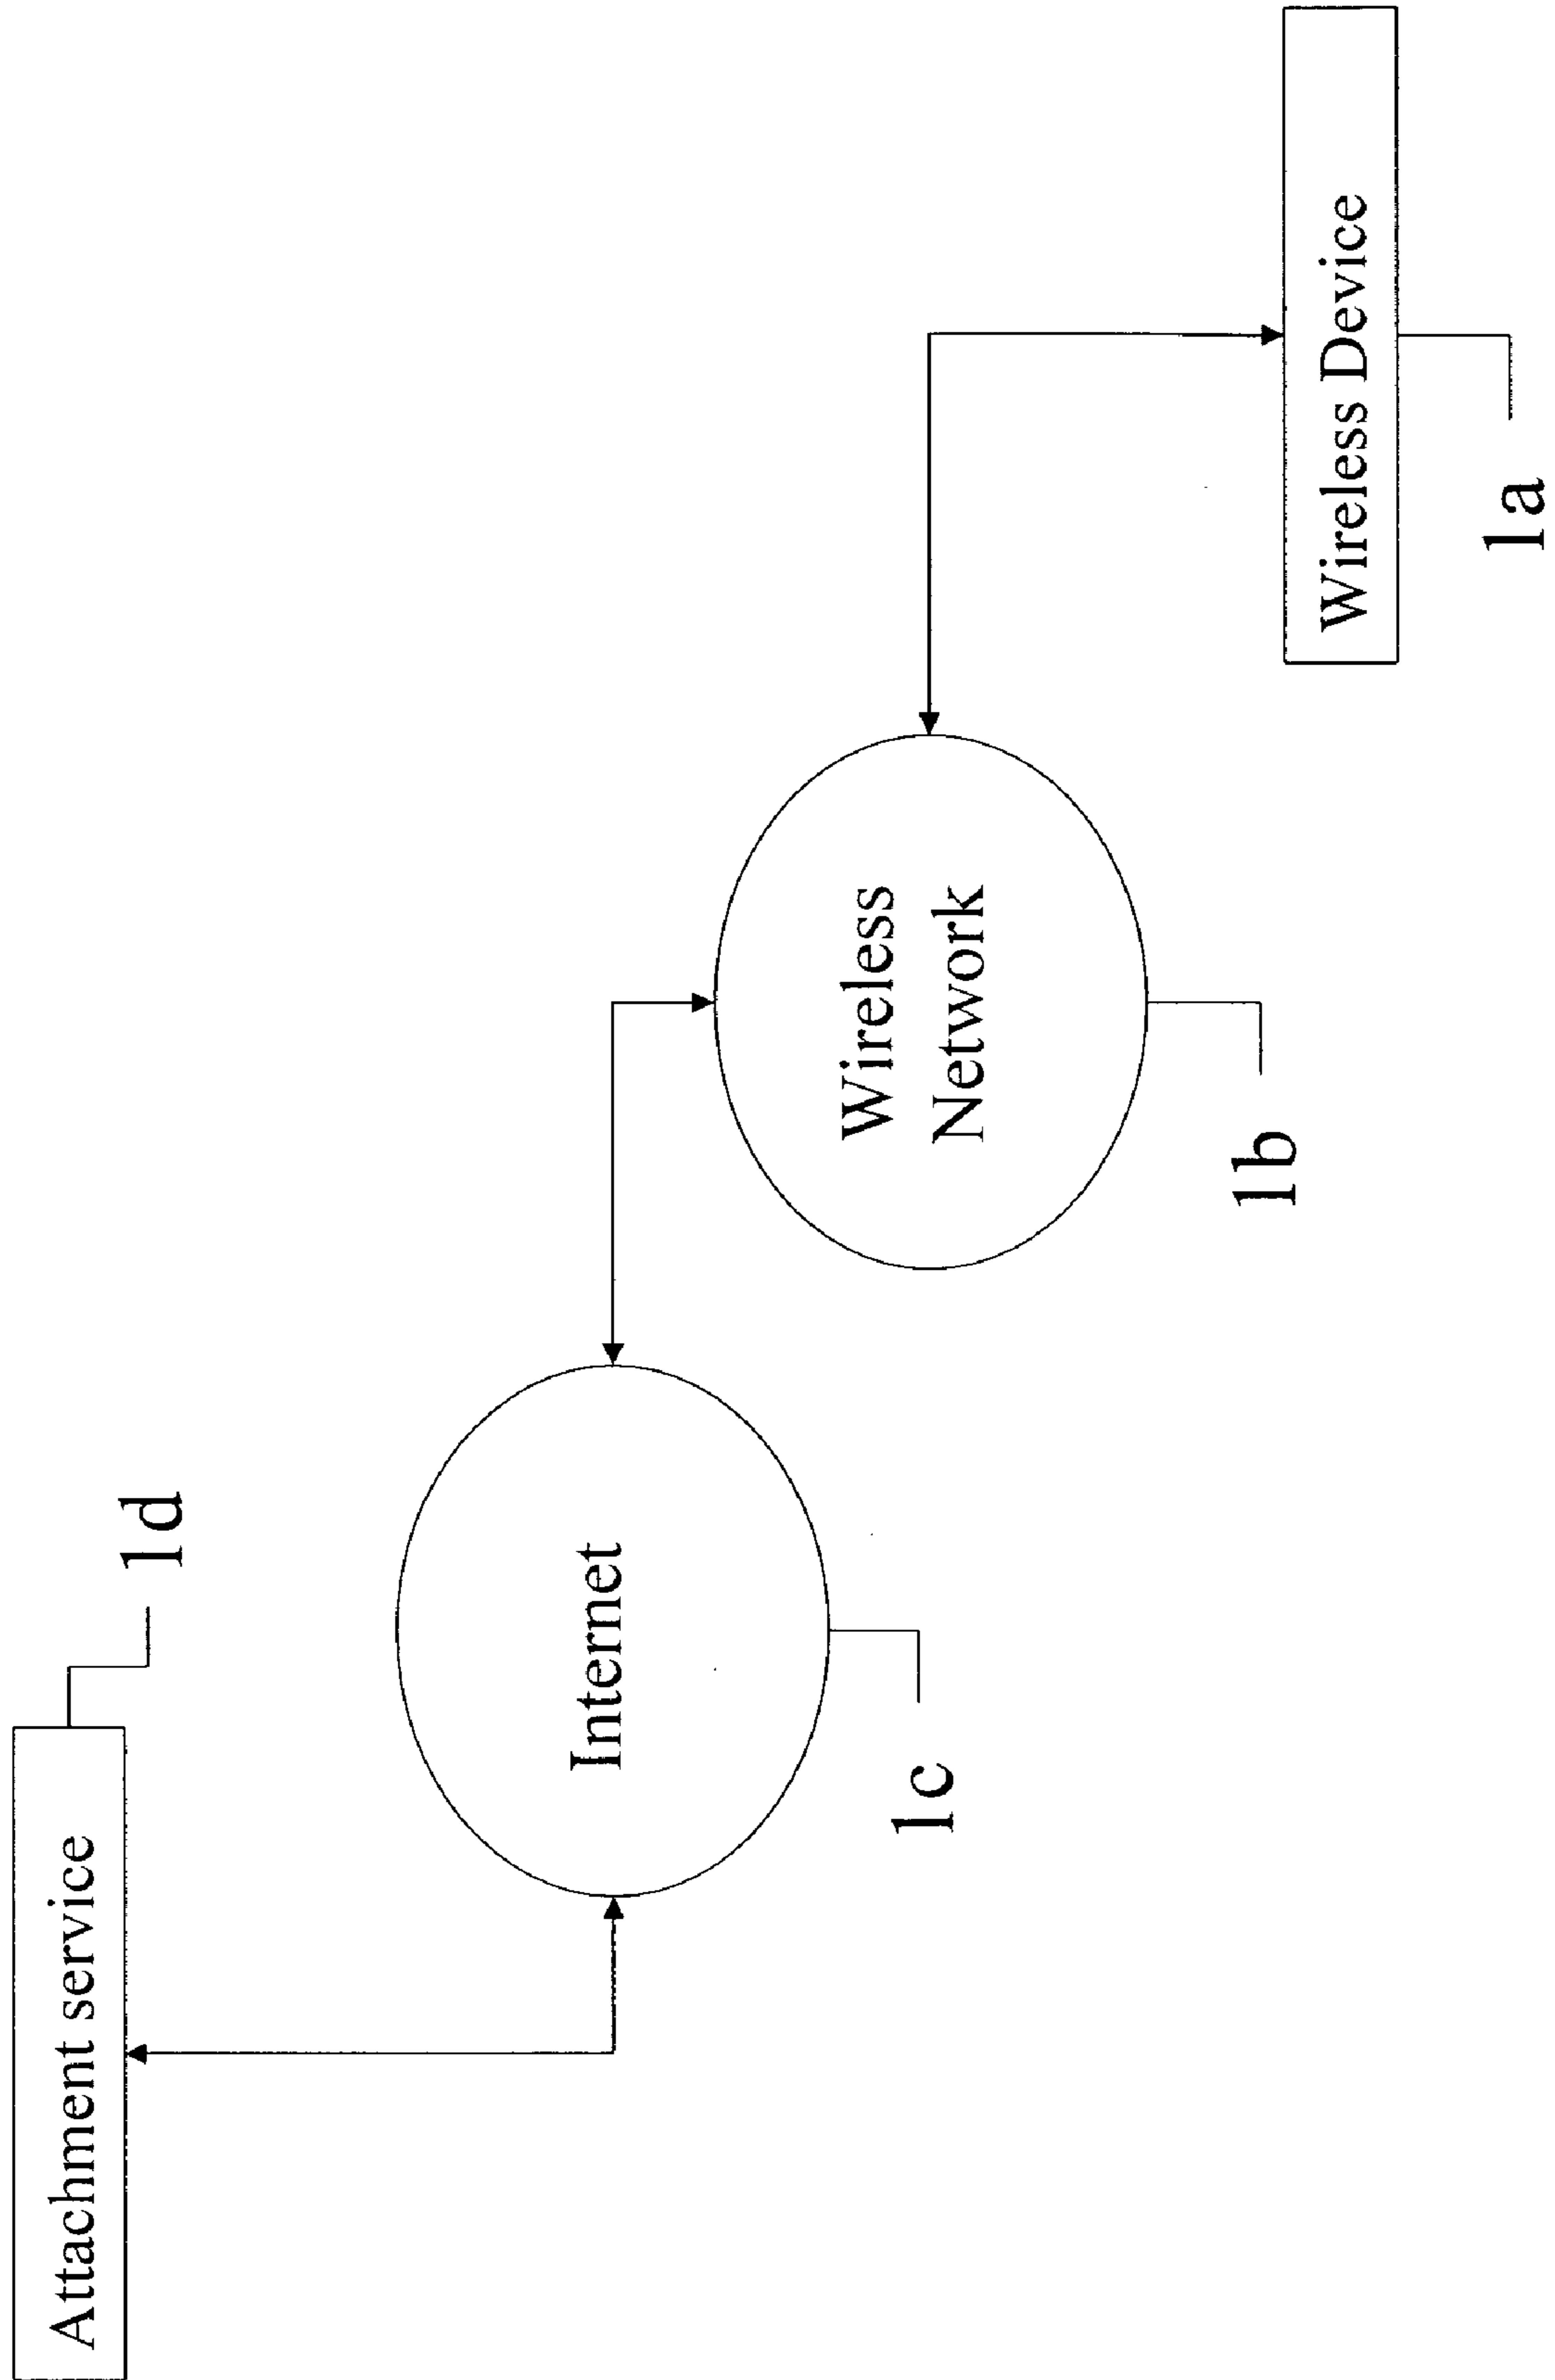 Attachment service
1d
Internet
1c
Wireless
Network
1b
Wireless Device
1a